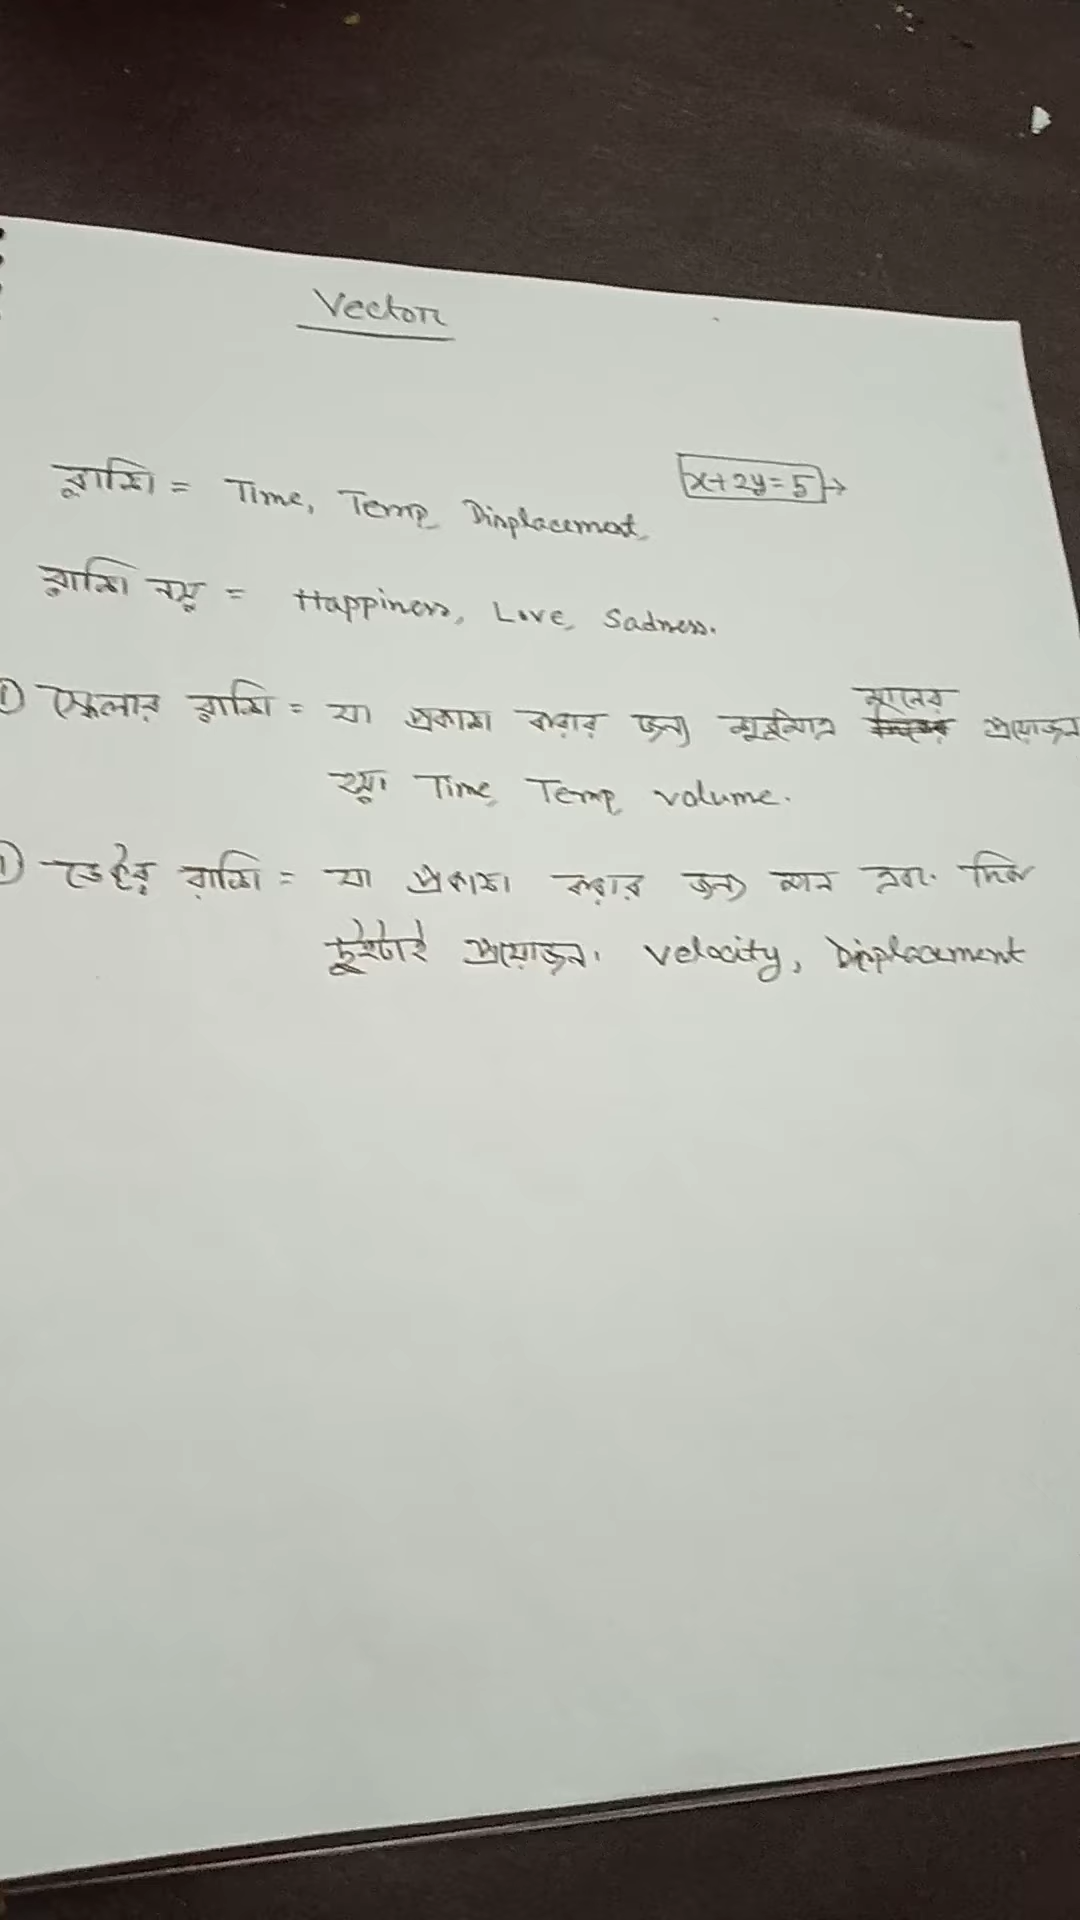 Vector
রাশি = Time, Temp, Displacement,
x+2y=5→
রাশি নয় = Happiness, Love, Sadness.
① স্কেলার রাশি = যা প্রকাশ করার জন্য শুধুমাত্র মানের প্রয়োজন
হয়। Time, Temp, volume.
① ভেক্টর রাশি = যা প্রকাশ করার জন্য মান এবং দিক
দুইটাই প্রয়োজন। velocity, Displacement